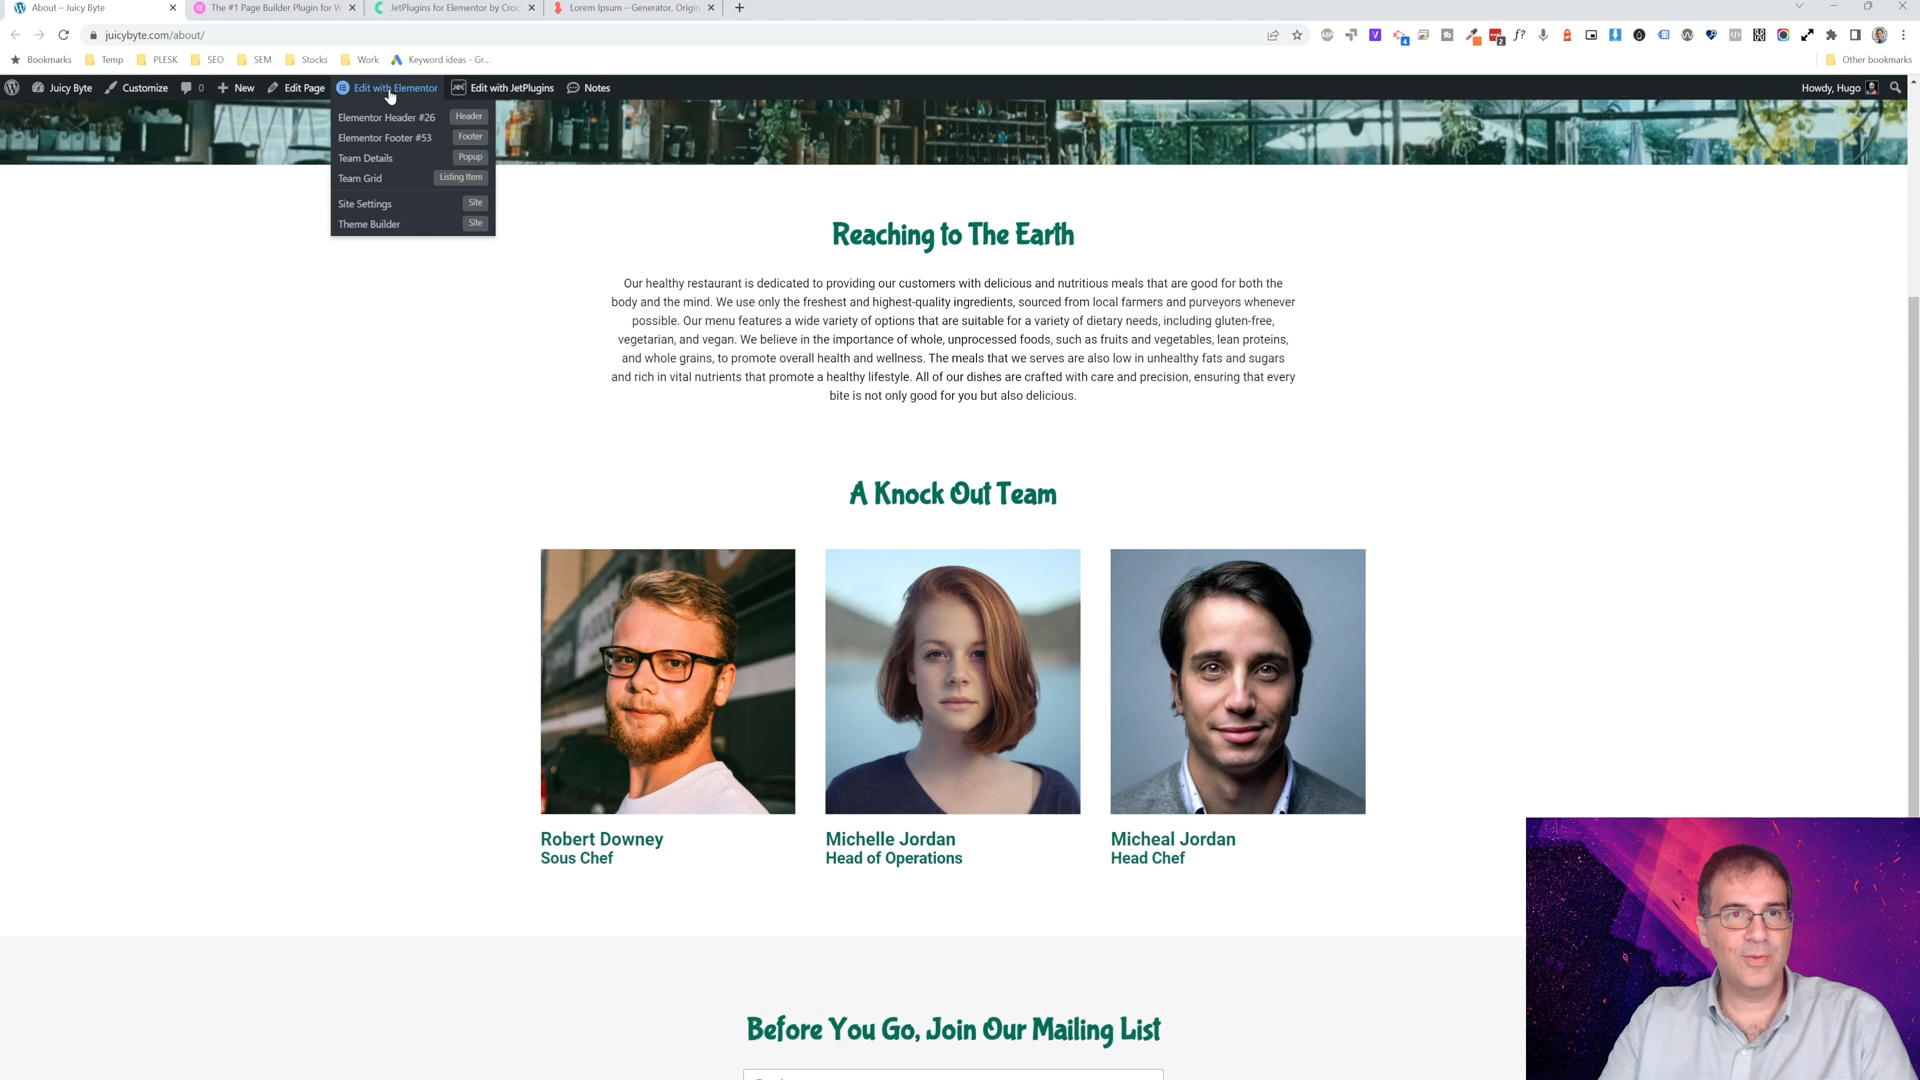 About – Juicy Byte
The #1 Page Builder Plugin for W
JetPlugins for Elementor by Croc
Lorem Ipsum – Generator, Origin
juicybyte.com/about/
Bookmarks
Temp
PLESK
SEO
SEM
Stocks
Work
Keyword ideas - Gr...
Other bookmarks
Juicy Byte
Customize
0
New
Edit Page
Edit with Elementor
Edit with JetPlugins
Notes
Howdy, Hugo
Elementor Header #26 Header
Elementor Footer #53 Footer
Team Details Popup
Team Grid Listing Item
Site Settings Site
Theme Builder Site
Reaching to The Earth
Our healthy restaurant is dedicated to providing our customers with delicious and nutritious meals that are good for both the
body and the mind. We use only the freshest and highest-quality ingredients, sourced from local farmers and purveyors whenever
possible. Our menu features a wide variety of options that are suitable for a variety of dietary needs, including gluten-free,
vegetarian, and vegan. We believe in the importance of whole, unprocessed foods, such as fruits and vegetables, lean proteins,
and whole grains, to promote overall health and wellness. The meals that we serves are also low in unhealthy fats and sugars
and rich in vital nutrients that promote a healthy lifestyle. All of our dishes are crafted with care and precision, ensuring that every
bite is not only good for you but also delicious.
A Knock Out Team
Robert Downey
Sous Chef
Michelle Jordan
Head of Operations
Micheal Jordan
Head Chef
Before You Go, Join Our Mailing List